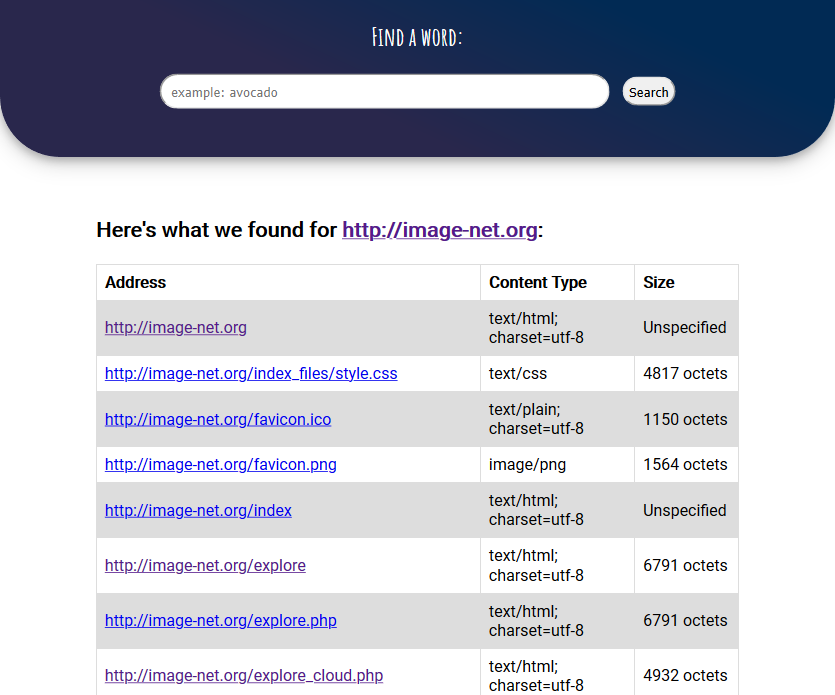 Find a word:
example: avocado
Search
Here's what we found for http://image-net.org:
Address Content Type Size
http://image-net.org text/html; charset=utf-8 Unspecified
http://image-net.org/index_files/style.css text/css 4817 octets
http://image-net.org/favicon.ico text/plain; charset=utf-8 1150 octets
http://image-net.org/favicon.png image/png 1564 octets
http://image-net.org/index text/html; charset=utf-8 Unspecified
http://image-net.org/explore text/html; charset=utf-8 6791 octets
http://image-net.org/explore.php text/html; charset=utf-8 6791 octets
http://image-net.org/explore_cloud.php text/html; charset=utf-8 4932 octets